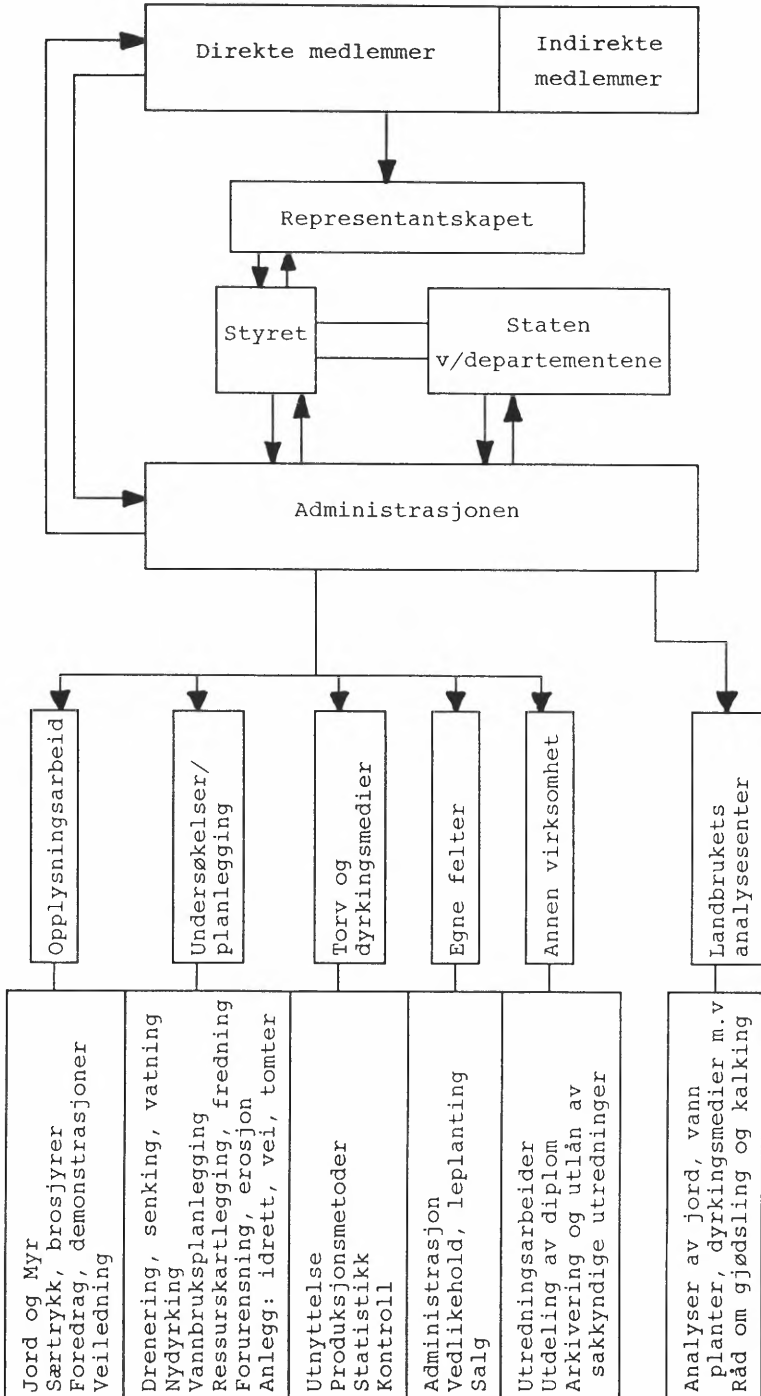 Direkte medlemmer
Indirekte
medlemmer
Representantskapet
Styret
Staten
v/departementene
Administrasjonen
Opplysningsarbeid
Undersøkelser/
planlegging
Torv og
dyrkingsmedier
Egne felter
Annen virksomhet
Landbrukets
analysesenter
Jord og Myr
Særtrykk, brosjyrer
Foredrag, demonstrasjoner
Veiledning
Drenering, senking, vatning
Nydyrking
Vannbruksplanlegging
Ressurskartlegging, fredning
Forurensning, erosjon
Anlegg: idrett, vei, tomter
Utnyttelse
Produksjonsmetoder
Statistikk
Kontroll
Administrasjon
Vedlikehold, leplanting
Salg
Utredningsarbeider
Utdeling av diplom
Arkivering og utlån av
sakkyndige utredninger
Analyser av jord, vann
planter, dyrkingsmedier m.v
Råd om gjødsling og kalking